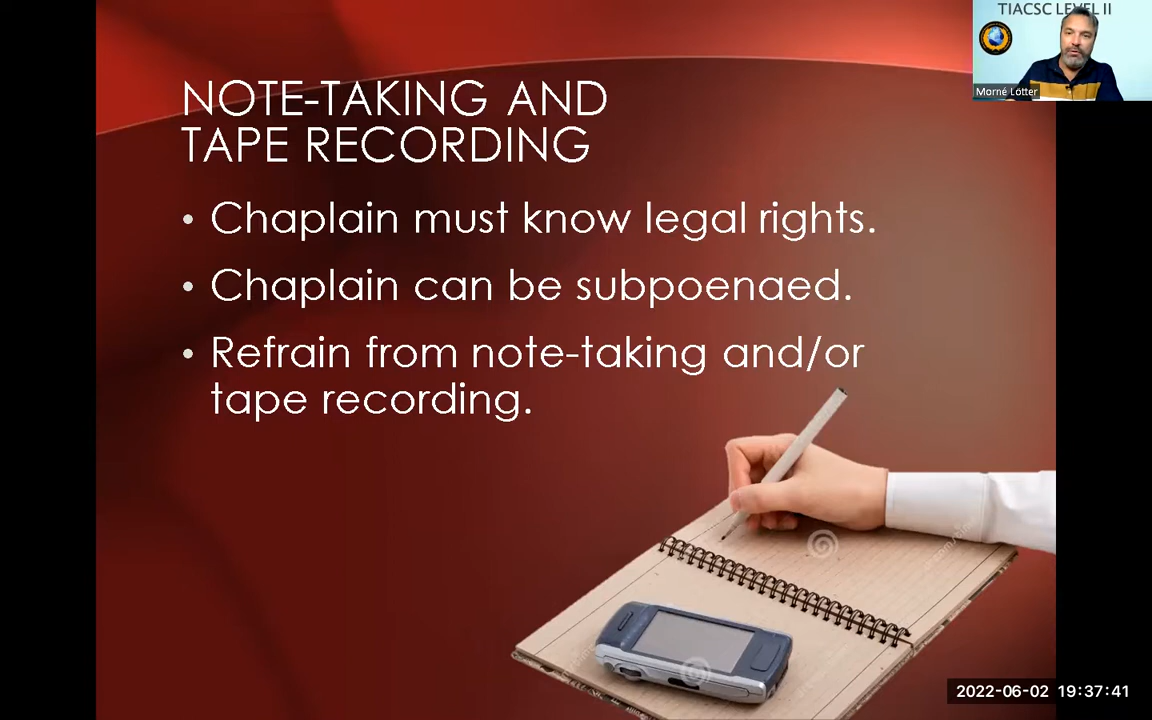 TIACSC LEVEL II
Morné Lötter
NOTE-TAKING AND
TAPE RECORDING
• Chaplain must know legal rights.
• Chaplain can be subpoenaed.
• Refrain from note-taking and/or
tape recording.
2022-06-02 19:37:41